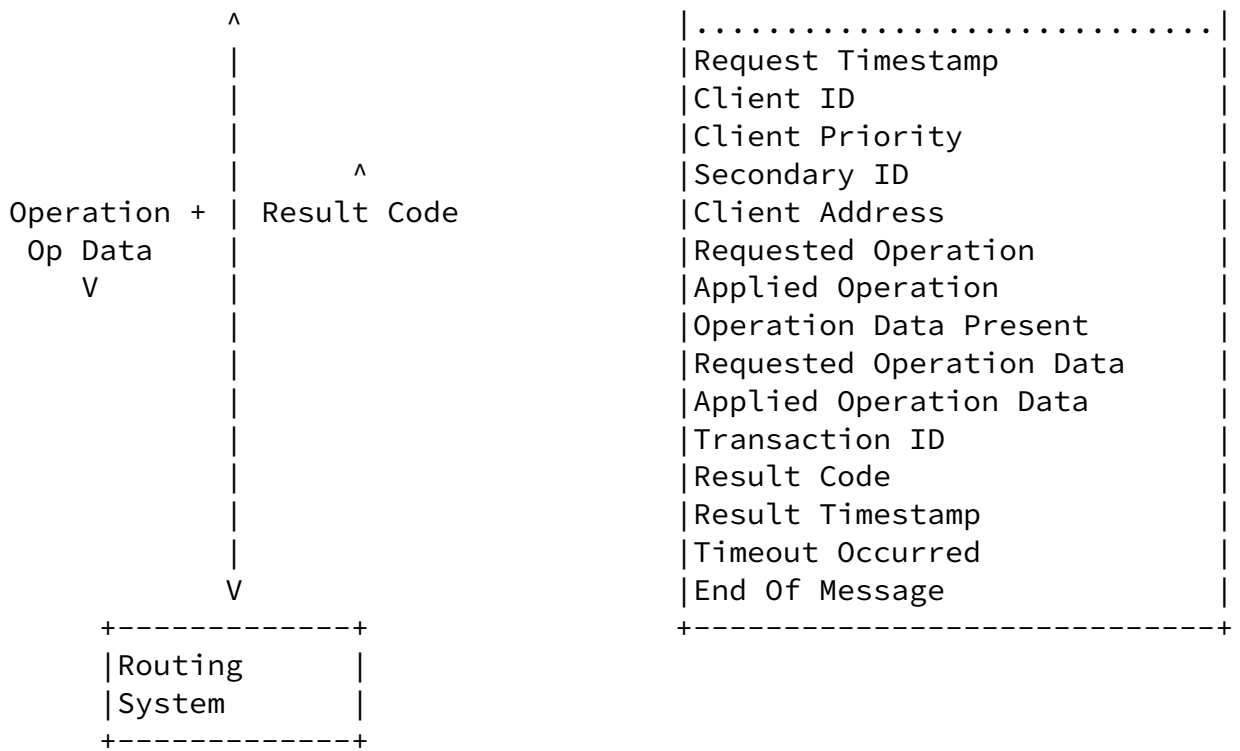 ^ |.............................|
| |Request Timestamp |
| |Client ID |
| |Client Priority |
| ^ |Secondary ID |
Operation + | Result Code |Client Address |
Op Data | |Requested Operation |
V | |Applied Operation |
| |Operation Data Present |
| |Requested Operation Data |
| |Applied Operation Data |
| |Transaction ID |
| |Result Code |
| |Result Timestamp |
| |Timeout Occurred |
V |End Of Message |
+-------------+ +-----------------------------+
|Routing |
|System |
+-------------+